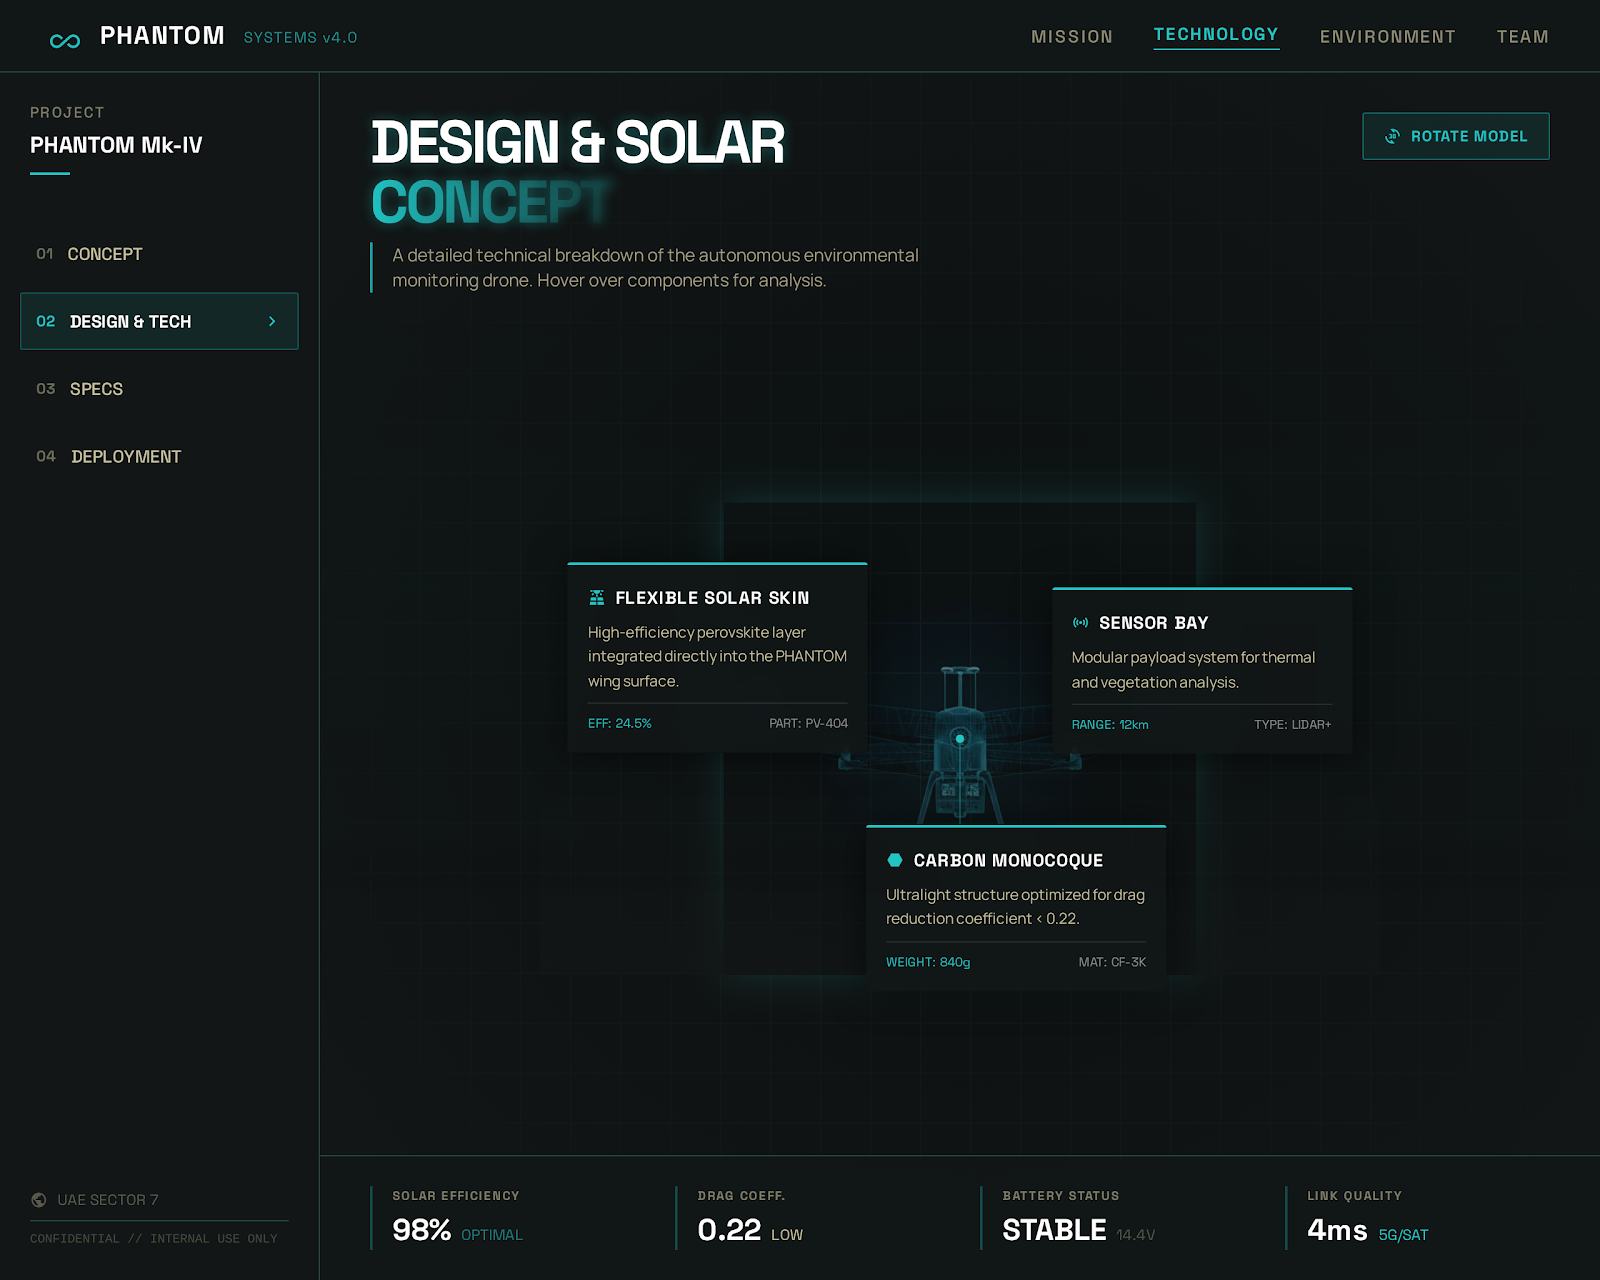 PHANTOM SYSTEMS v4.0
MISSION TECHNOLOGY ENVIRONMENT TEAM
PROJECT
PHANTOM Mk-IV
01 CONCEPT
02 DESIGN & TECH
03 SPECS
04 DEPLOYMENT
UAE SECTOR 7
CONFIDENTIAL // INTERNAL USE ONLY
DESIGN & SOLAR
CONCEPT
A detailed technical breakdown of the autonomous environmental
monitoring drone. Hover over components for analysis.
ROTATE MODEL
FLEXIBLE SOLAR SKIN
High-efficiency perovskite layer
integrated directly into the PHANTOM
wing surface.
EFF: 24.5% PART: PV-404
SENSOR BAY
Modular payload system for thermal
and vegetation analysis.
RANGE: 12km TYPE: LIDAR+
CARBON MONOCOQUE
Ultralight structure optimized for drag
reduction coefficient < 0.22.
WEIGHT: 840g MAT: CF-3K
SOLAR EFFICIENCY
98% OPTIMAL
DRAG COEFF.
0.22 LOW
BATTERY STATUS
STABLE 14.4V
LINK QUALITY
4ms 5G/SAT